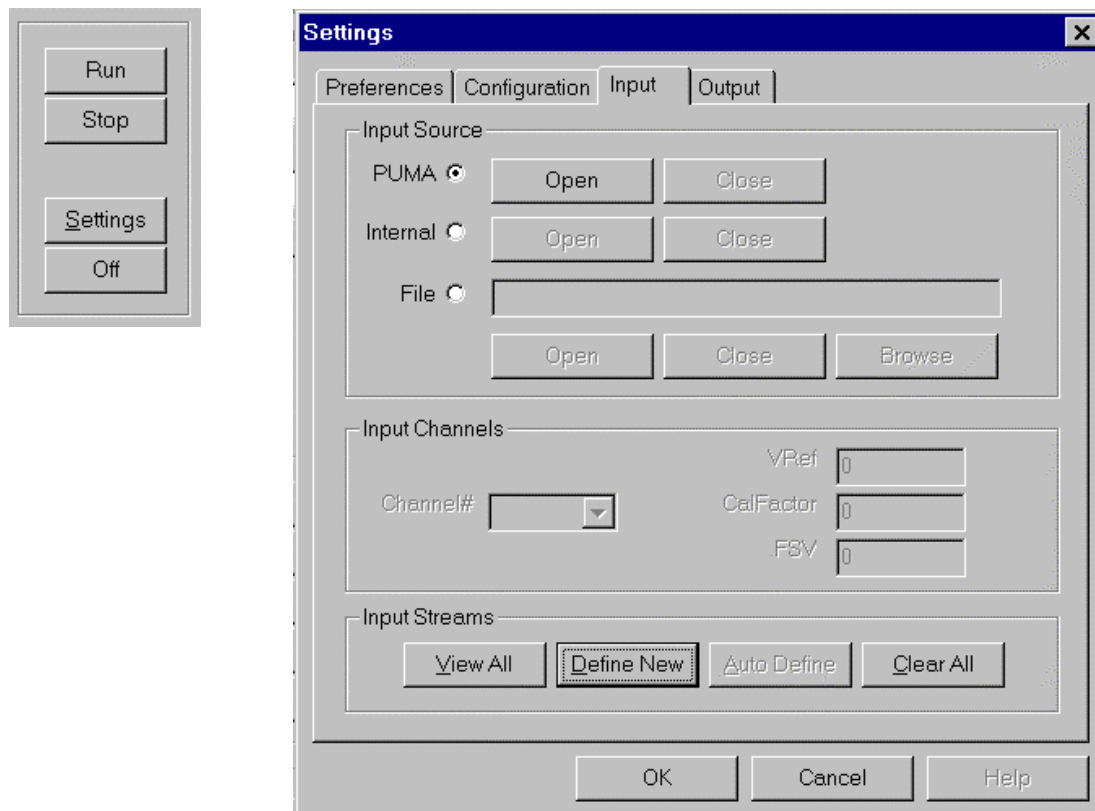 Run
Stop
Settings
Off
Settings
Preferences Configuration Input Output
Input Source
PUMA Open Close
Internal Open Close
File
Open Close Browse
Input Channels
VRef 0
Channel# CalFactor 0
.FSV 0
Input Streams
View All Define New Auto Define Clear All
OK Cancel Help